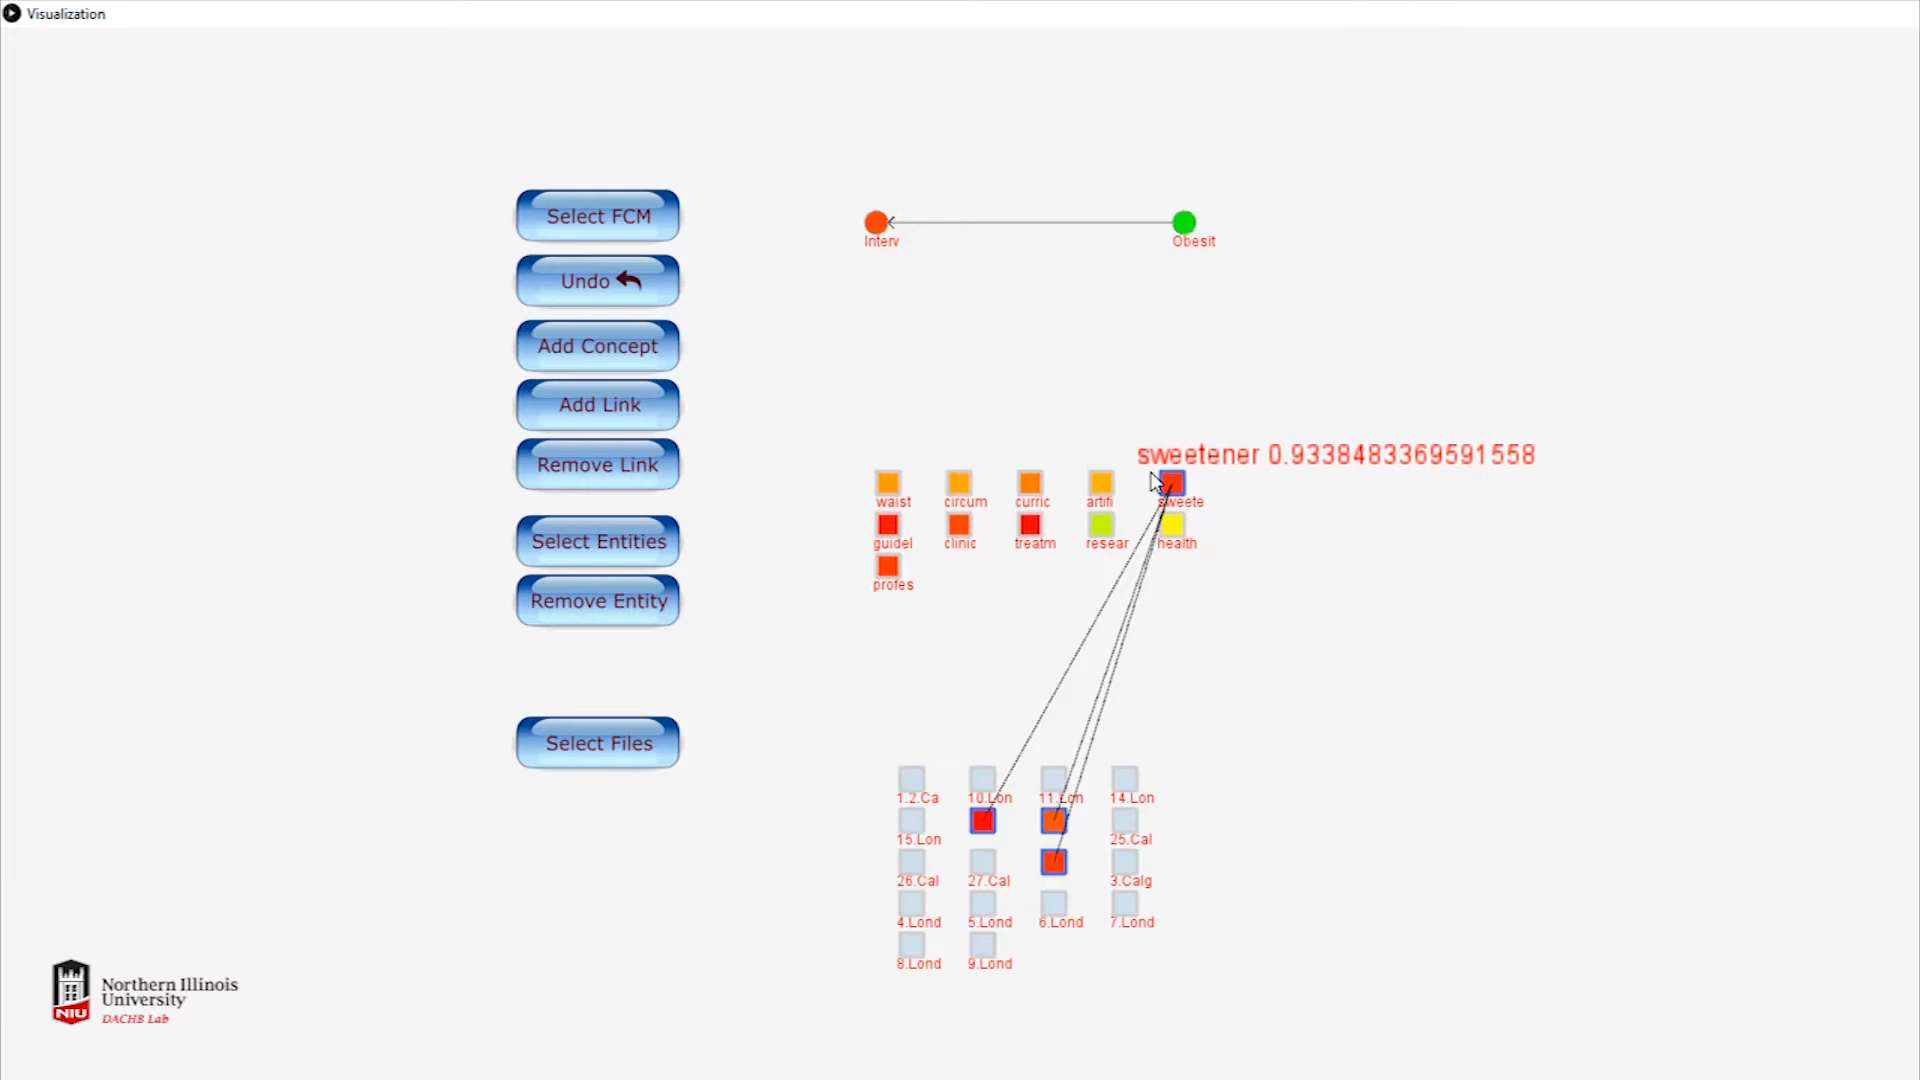 Visualization
Select FCM
Undo
Add Concept
Add Link
Remove Link
Select Entities
Remove Entity
Select Files
Interv
Obesit
sweetener 0.9338483369591558
waist circum curric artifi sweete
guidel clinic treatm resear health
profes
1.2.Ca 10.Lon 11.Lon 14.Lon
15.Lon 25.Cal
26.Cal 27.Cal 3.Calg
4.Lond 5.Lond 6.Lond 7.Lond
8.Lond 9.Lond
NIU
Northern Illinois
University
DACHB Lab